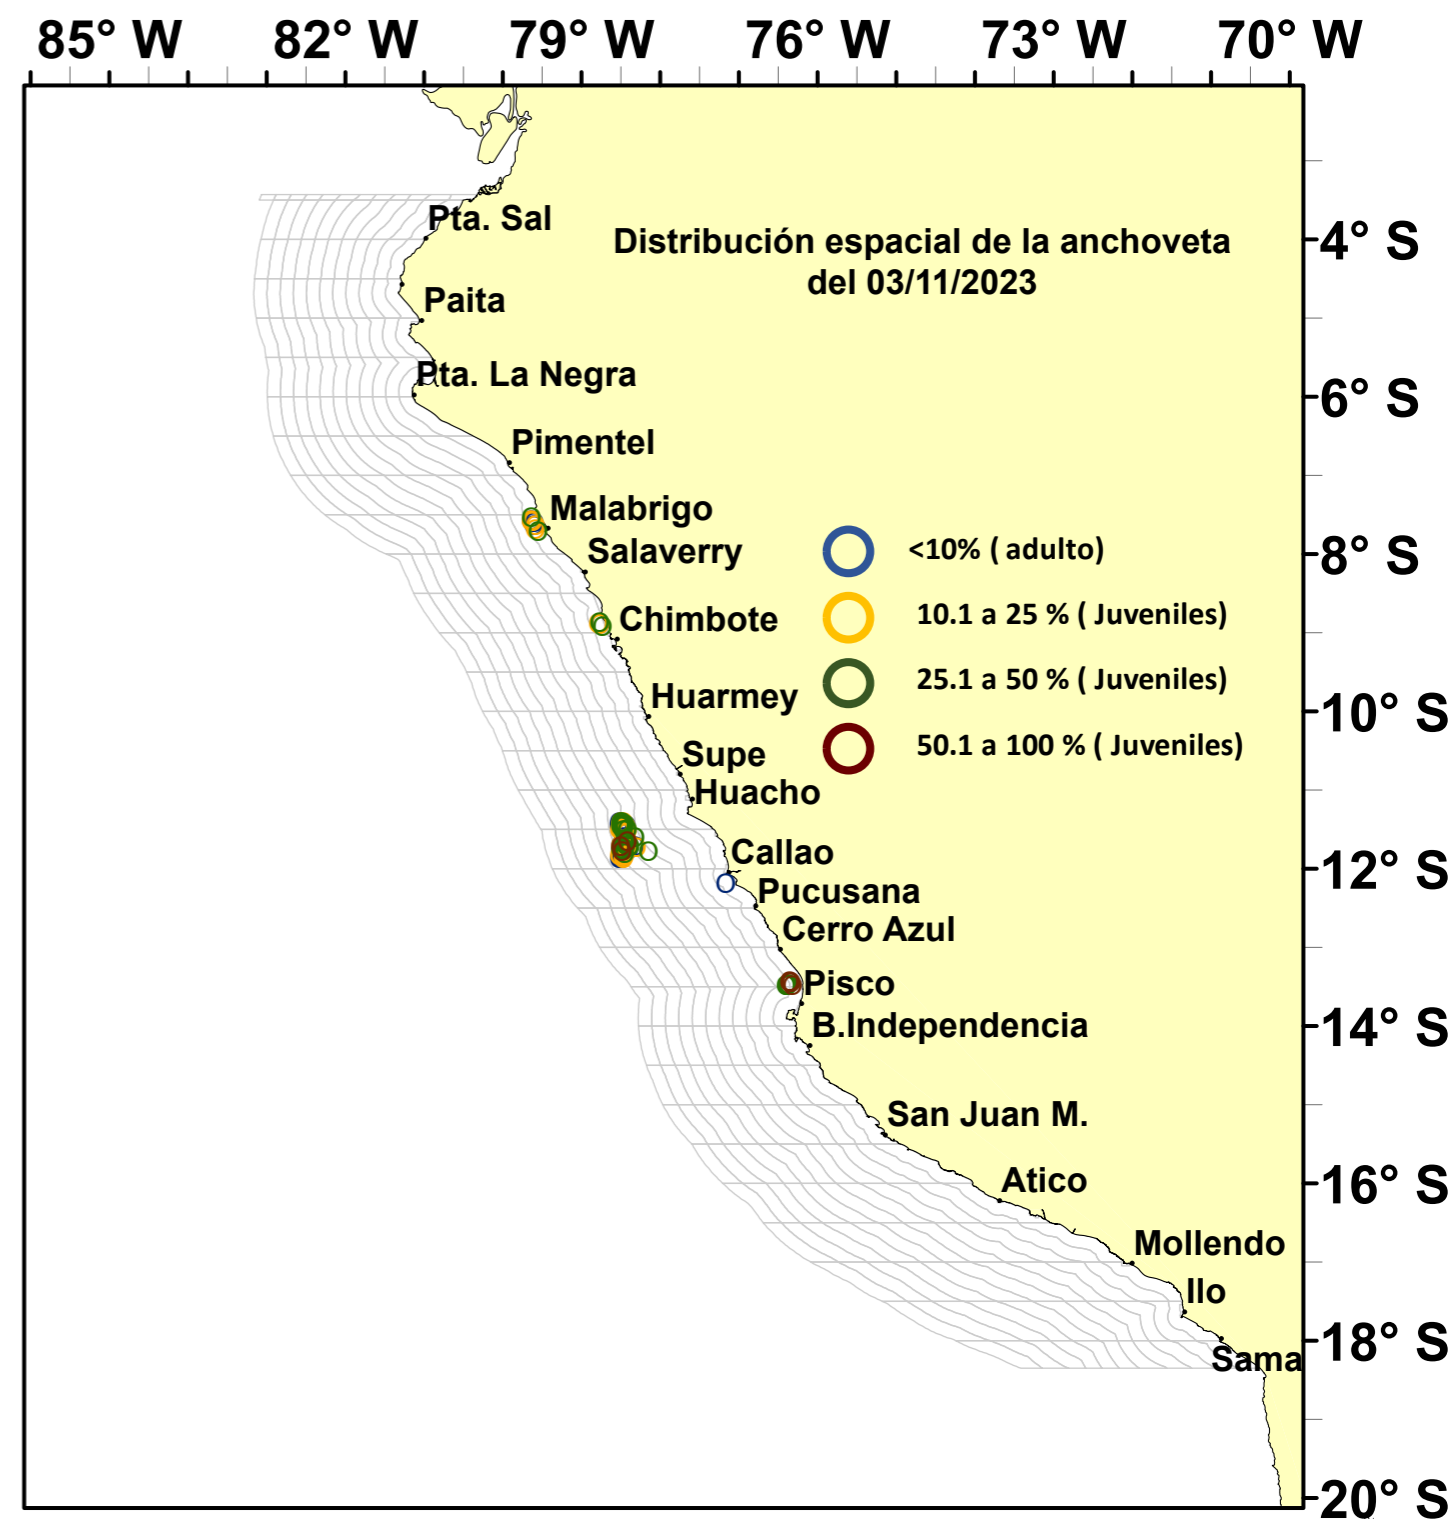 85° W 82° W 79° W 76° W 73° W 70° W
Pta. Sal
Distribución espacial de la anchoveta
del 03/11/2023
4° S
Paita
Pta. La Negra
6° S
Pimentel
Malabrigo
Salaverry
<10% ( adulto)
8° S
Chimbote
10.1 a 25 % ( Juveniles)
Huarmey
25.1 a 50 % ( Juveniles)
10° S
Supe
50.1 a 100 % ( Juveniles)
Huacho
Callao
12° S
Pucusana
Cerro Azul
Pisco
B.Independencia
14° S
San Juan M.
Atico
16° S
Mollendo
Ilo
18° S
Sama
20° S